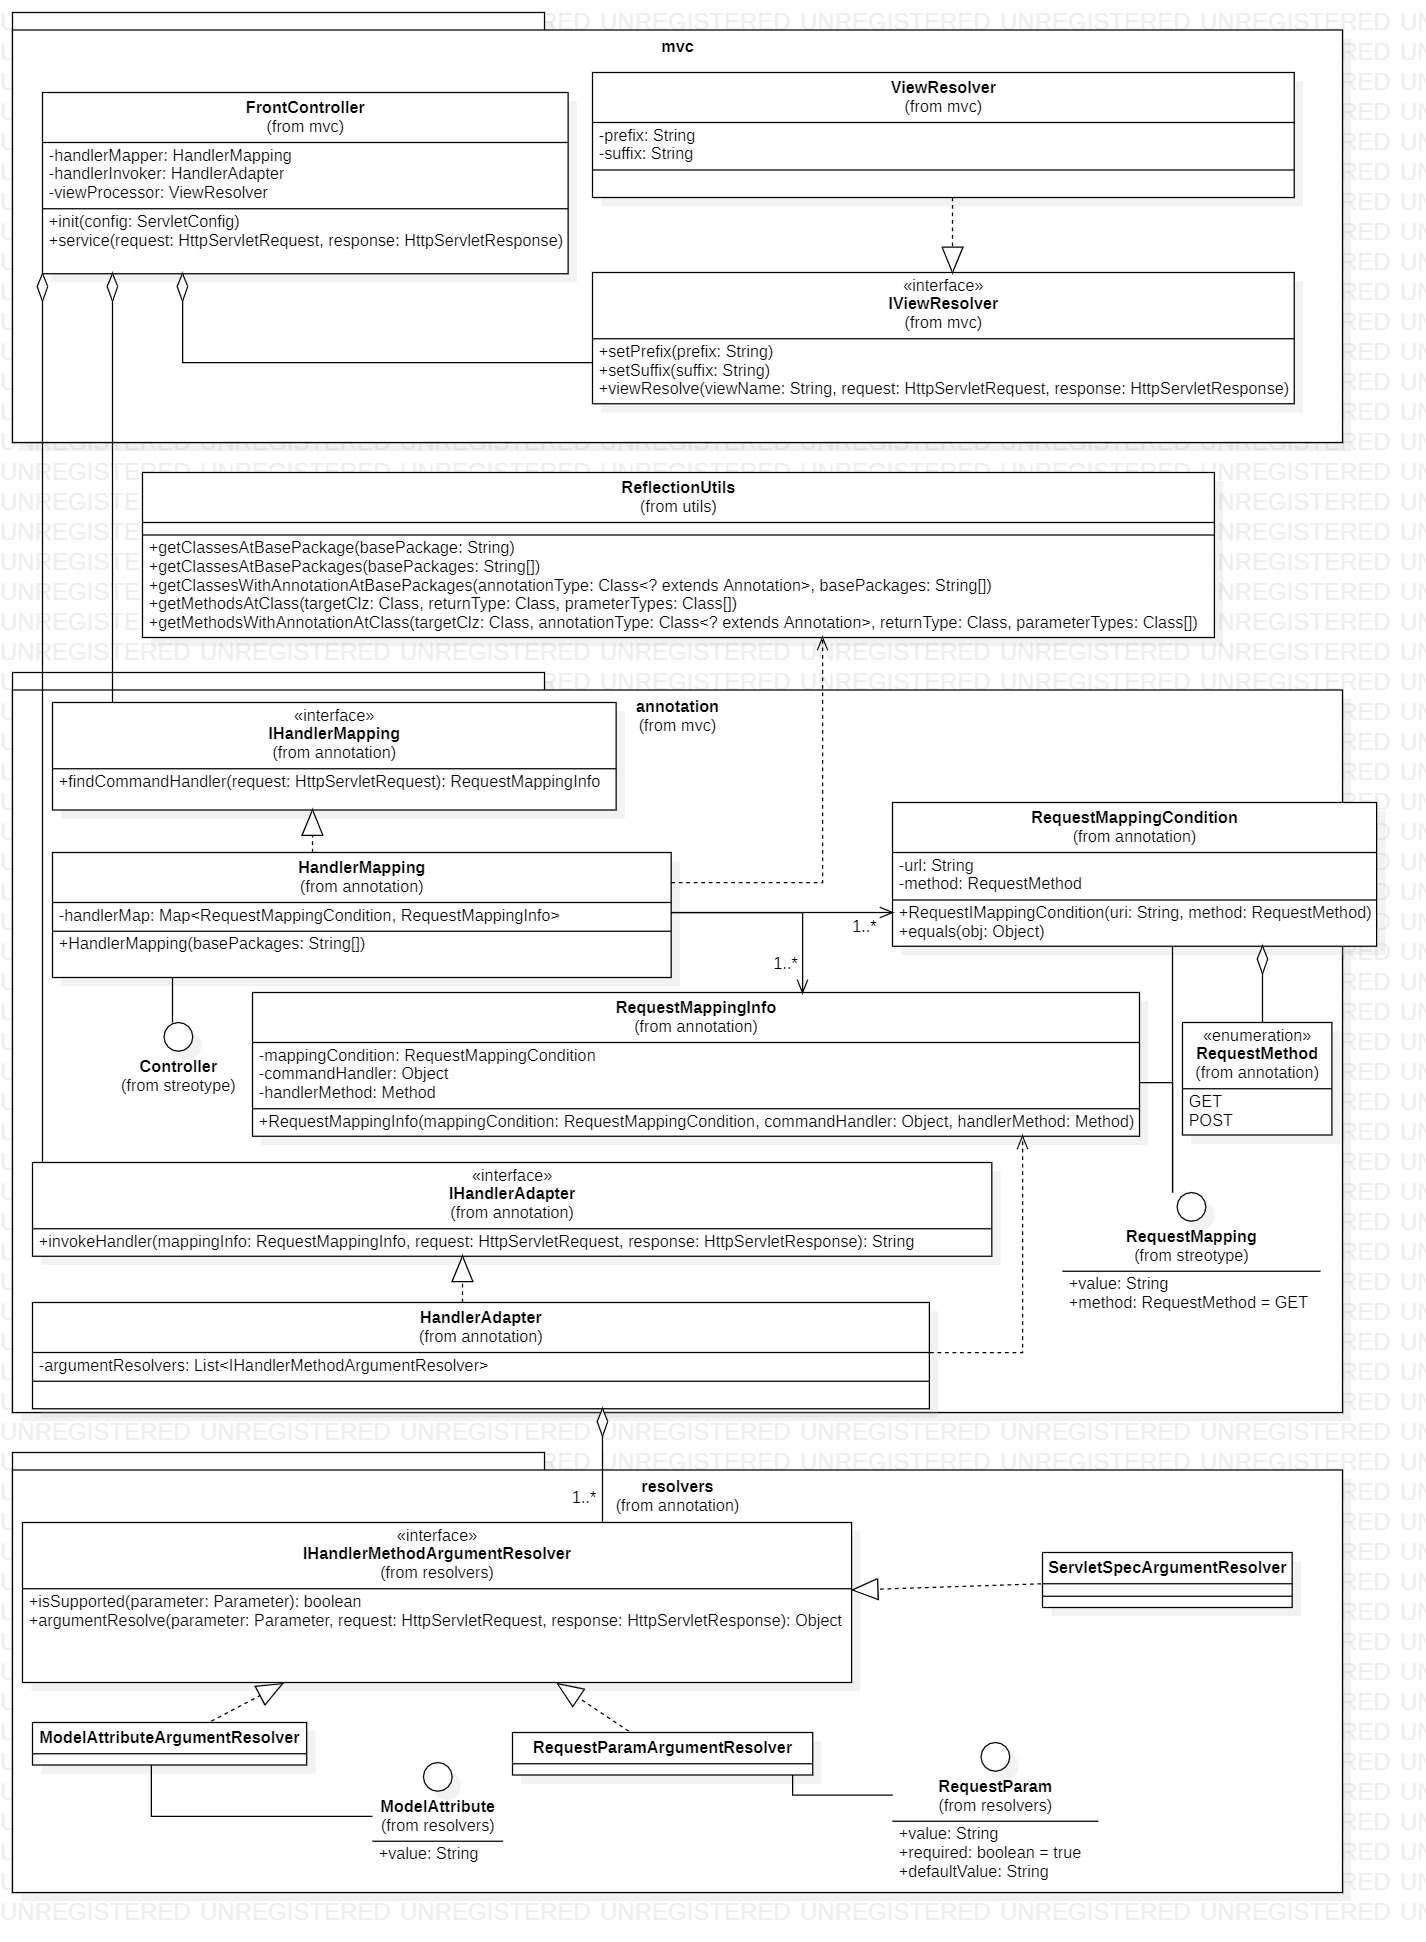 mvc
FrontController
(from mvc)
-handlerMapper: HandlerMapping
-handlerInvoker: HandlerAdapter
-viewProcessor: ViewResolver
+init(config: ServletConfig)
+service(request: HttpServletRequest, response: HttpServletResponse)
ViewResolver
(from mvc)
-prefix: String
-suffix: String
«interface»
IViewResolver
(from mvc)
+setPrefix(prefix: String)
+setSuffix(suffix: String)
+viewResolve(viewName: String, request: HttpServletRequest, response: HttpServletResponse)
ReflectionUtils
(from utils)
+getClassesAtBasePackage(basePackage: String)
+getClassesAtBasePackages(basePackages: String[])
+getClassesWithAnnotationAtBasePackages(annotationType: Class<? extends Annotation>, basePackages: String[])
+getMethodsAtClass(targetClz: Class, returnType: Class, prameterTypes: Class[])
+getMethodsWithAnnotationAtClass(targetClz: Class, annotationType: Class<? extends Annotation>, returnType: Class, parameterTypes: Class[])
annotation
(from mvc)
«interface»
IHandlerMapping
(from annotation)
+findCommandHandler(request: HttpServletRequest): RequestMappingInfo
HandlerMapping
(from annotation)
-handlerMap: Map<RequestMappingCondition, RequestMappingInfo>
+HandlerMapping(basePackages: String[])
RequestMappingCondition
(from annotation)
-url: String
-method: RequestMethod
+RequestIMappingCondition(uri: String, method: RequestMethod)
+equals(obj: Object)
1..*
1..*
Controller
(from streotype)
RequestMappingInfo
(from annotation)
-mappingCondition: RequestMappingCondition
-commandHandler: Object
-handlerMethod: Method
+RequestMappingInfo(mappingCondition: RequestMappingCondition, commandHandler: Object, handlerMethod: Method)
«enumeration»
RequestMethod
(from annotation)
GET
POST
«interface»
IHandlerAdapter
(from annotation)
+invokeHandler(mappingInfo: RequestMappingInfo, request: HttpServletRequest, response: HttpServletResponse): String
RequestMapping
(from streotype)
+value: String
+method: RequestMethod = GET
HandlerAdapter
(from annotation)
-argumentResolvers: List<IHandlerMethodArgumentResolver>
resolvers
(from annotation)
1..*
«interface»
IHandlerMethodArgumentResolver
(from resolvers)
+isSupported(parameter: Parameter): boolean
+argumentResolve(parameter: Parameter, request: HttpServletRequest, response: HttpServletResponse): Object
ServletSpecArgumentResolver
ModelAttributeArgumentResolver
RequestParamArgumentResolver
ModelAttribute
(from resolvers)
+value: String
RequestParam
(from resolvers)
+value: String
+required: boolean = true
+defaultValue: String
UNREGISTERED UNREGISTERED UNREGISTERED UNREGISTERED UNREGISTERED UNREGISTERED UNREGISTERED